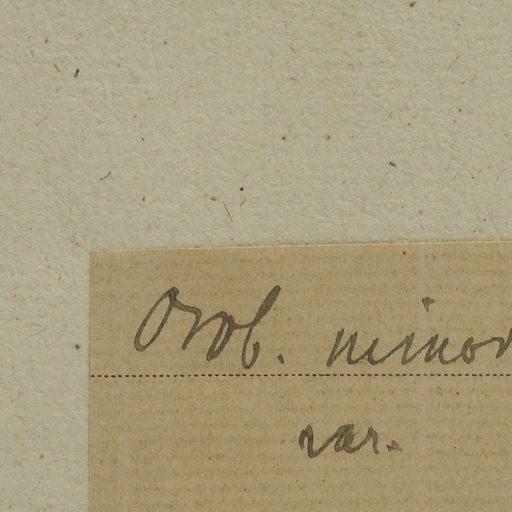 Orob. minor
var.